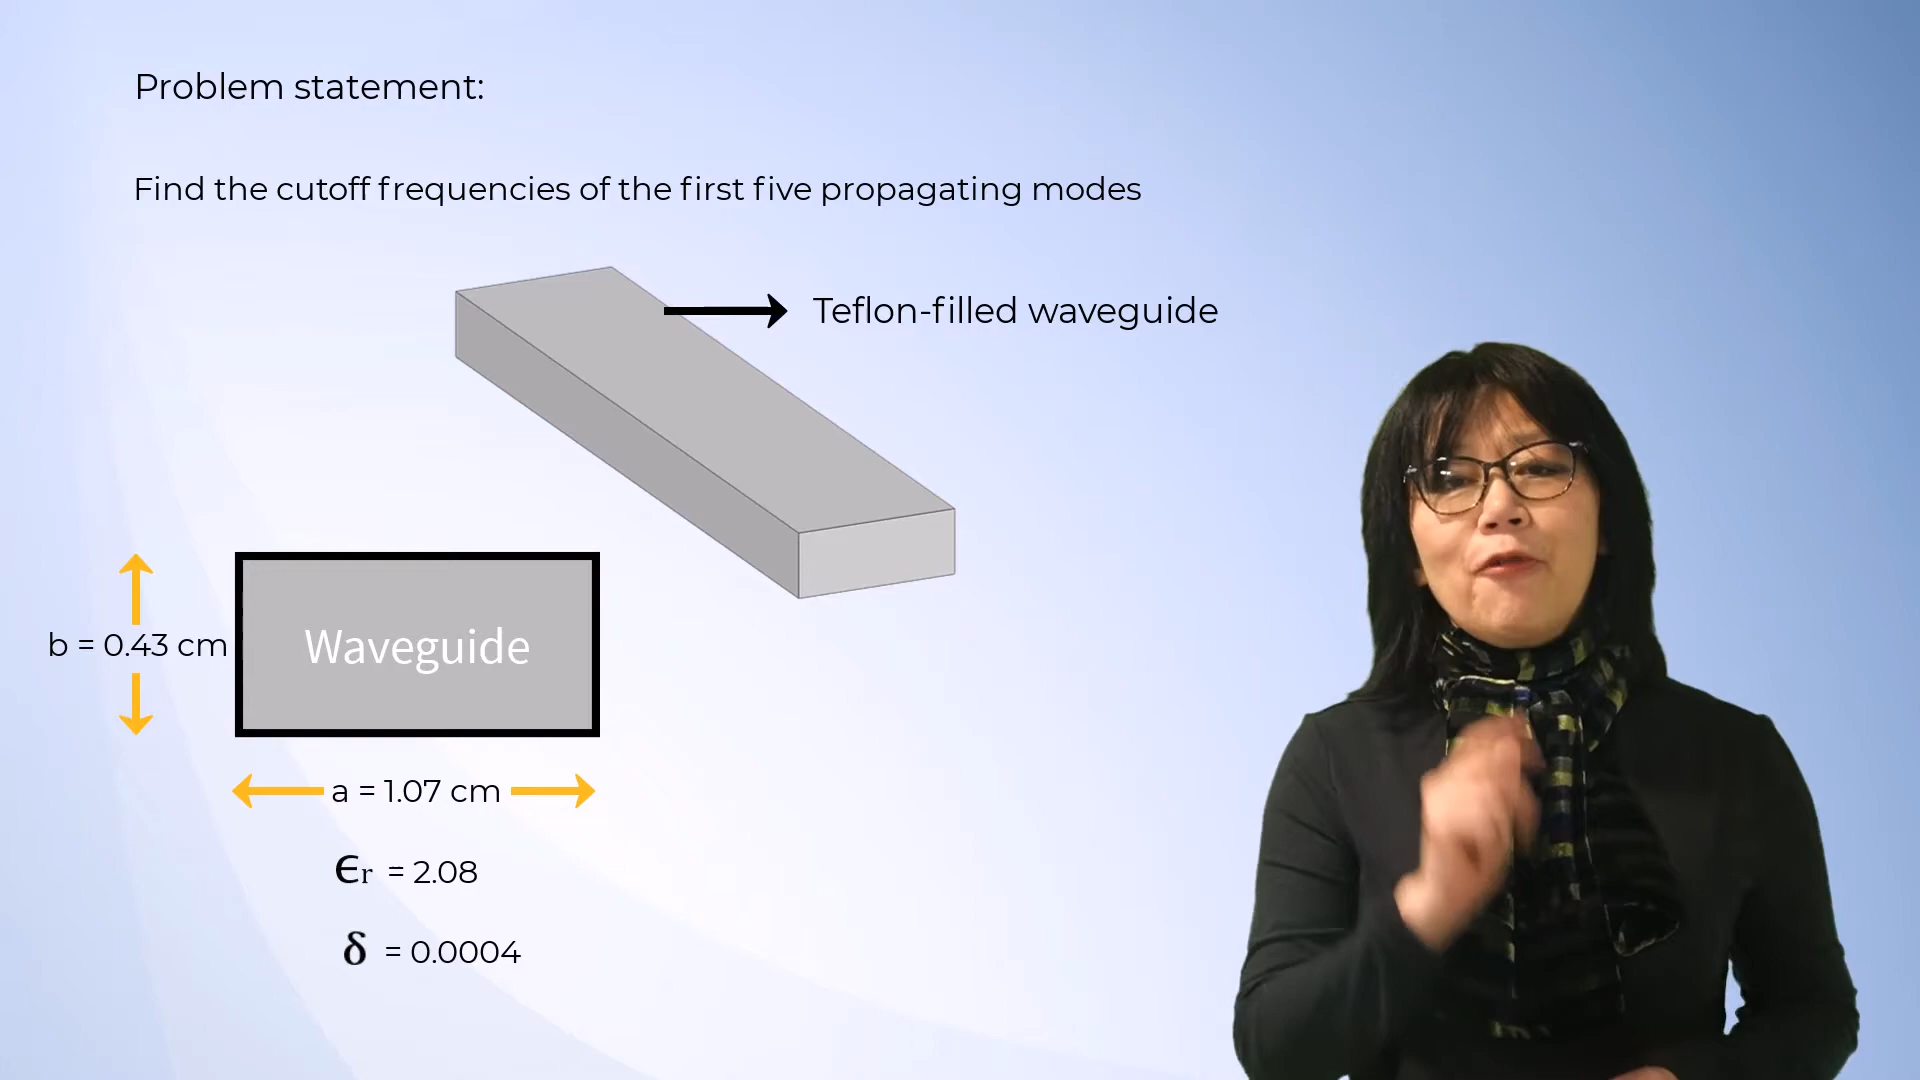 Problem statement:
Find the cutoff frequencies of the first five propagating modes
Teflon-filled waveguide
b = 0.43 cm
Waveguide
a = 1.07 cm
ϵr = 2.08
δ = 0.0004